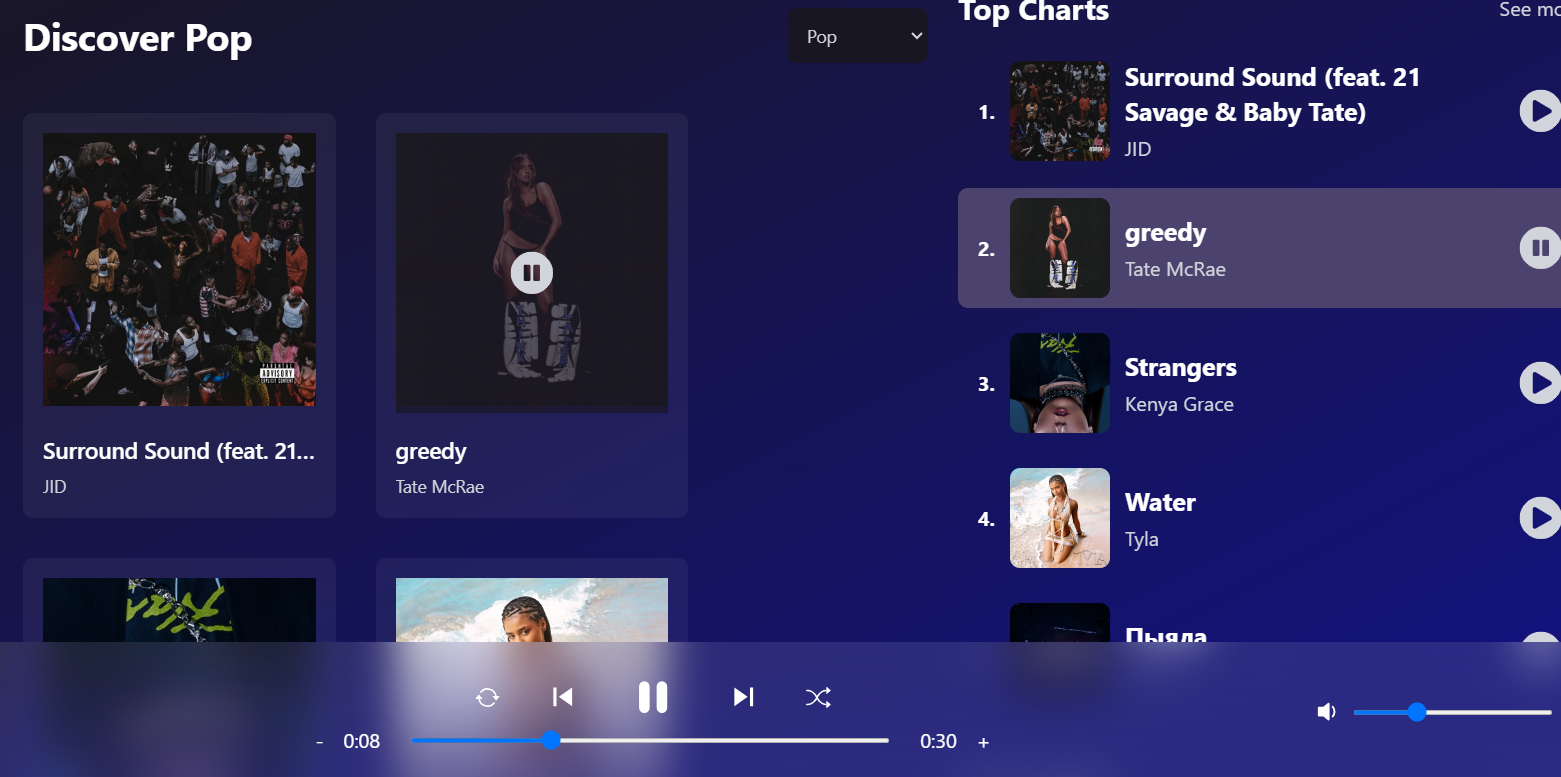 Discover Pop
Pop
Surround Sound (feat. 21...
JID
greedy
Tate McRae
PARENTAL
ADVISORY
EXPLICIT CONTENT
Top Charts
See mo
1.
Surround Sound (feat. 21
Savage & Baby Tate)
JID
2.
greedy
Tate McRae
3.
Strangers
Kenya Grace
4.
Water
Tyla
Пыяла
- 0:08
0:30 +